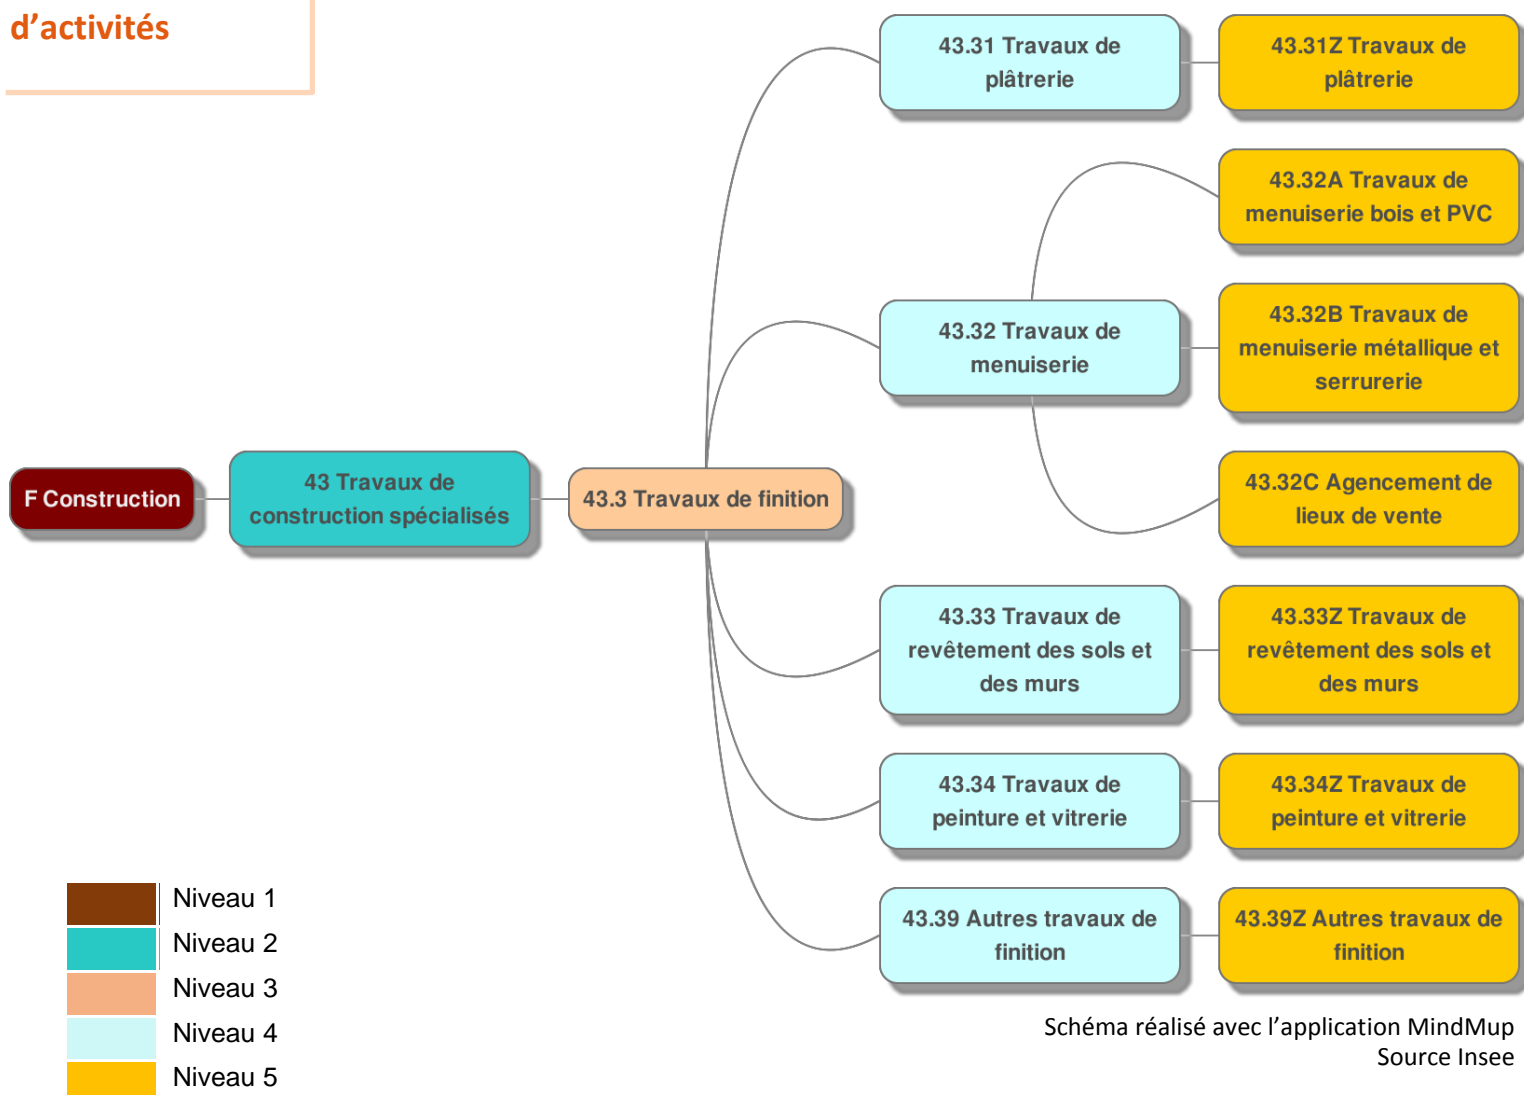 d’activités
F Construction
43 Travaux de
construction spécialisés
43.3 Travaux de finition
43.31 Travaux de
plâtrerie
43.31Z Travaux de
plâtrerie
43.32 Travaux de
menuiserie
43.32A Travaux de
menuiserie bois et PVC
43.32B Travaux de
menuiserie métallique et
serrurerie
43.32C Agencement de
lieux de vente
43.33 Travaux de
revêtement des sols et
des murs
43.33Z Travaux de
revêtement des sols et
des murs
43.34 Travaux de
peinture et vitrerie
43.34Z Travaux de
peinture et vitrerie
43.39 Autres travaux de
finition
43.39Z Autres travaux de
finition
Niveau 1
Niveau 2
Niveau 3
Niveau 4
Niveau 5
Schéma réalisé avec l’application MindMup
Source Insee